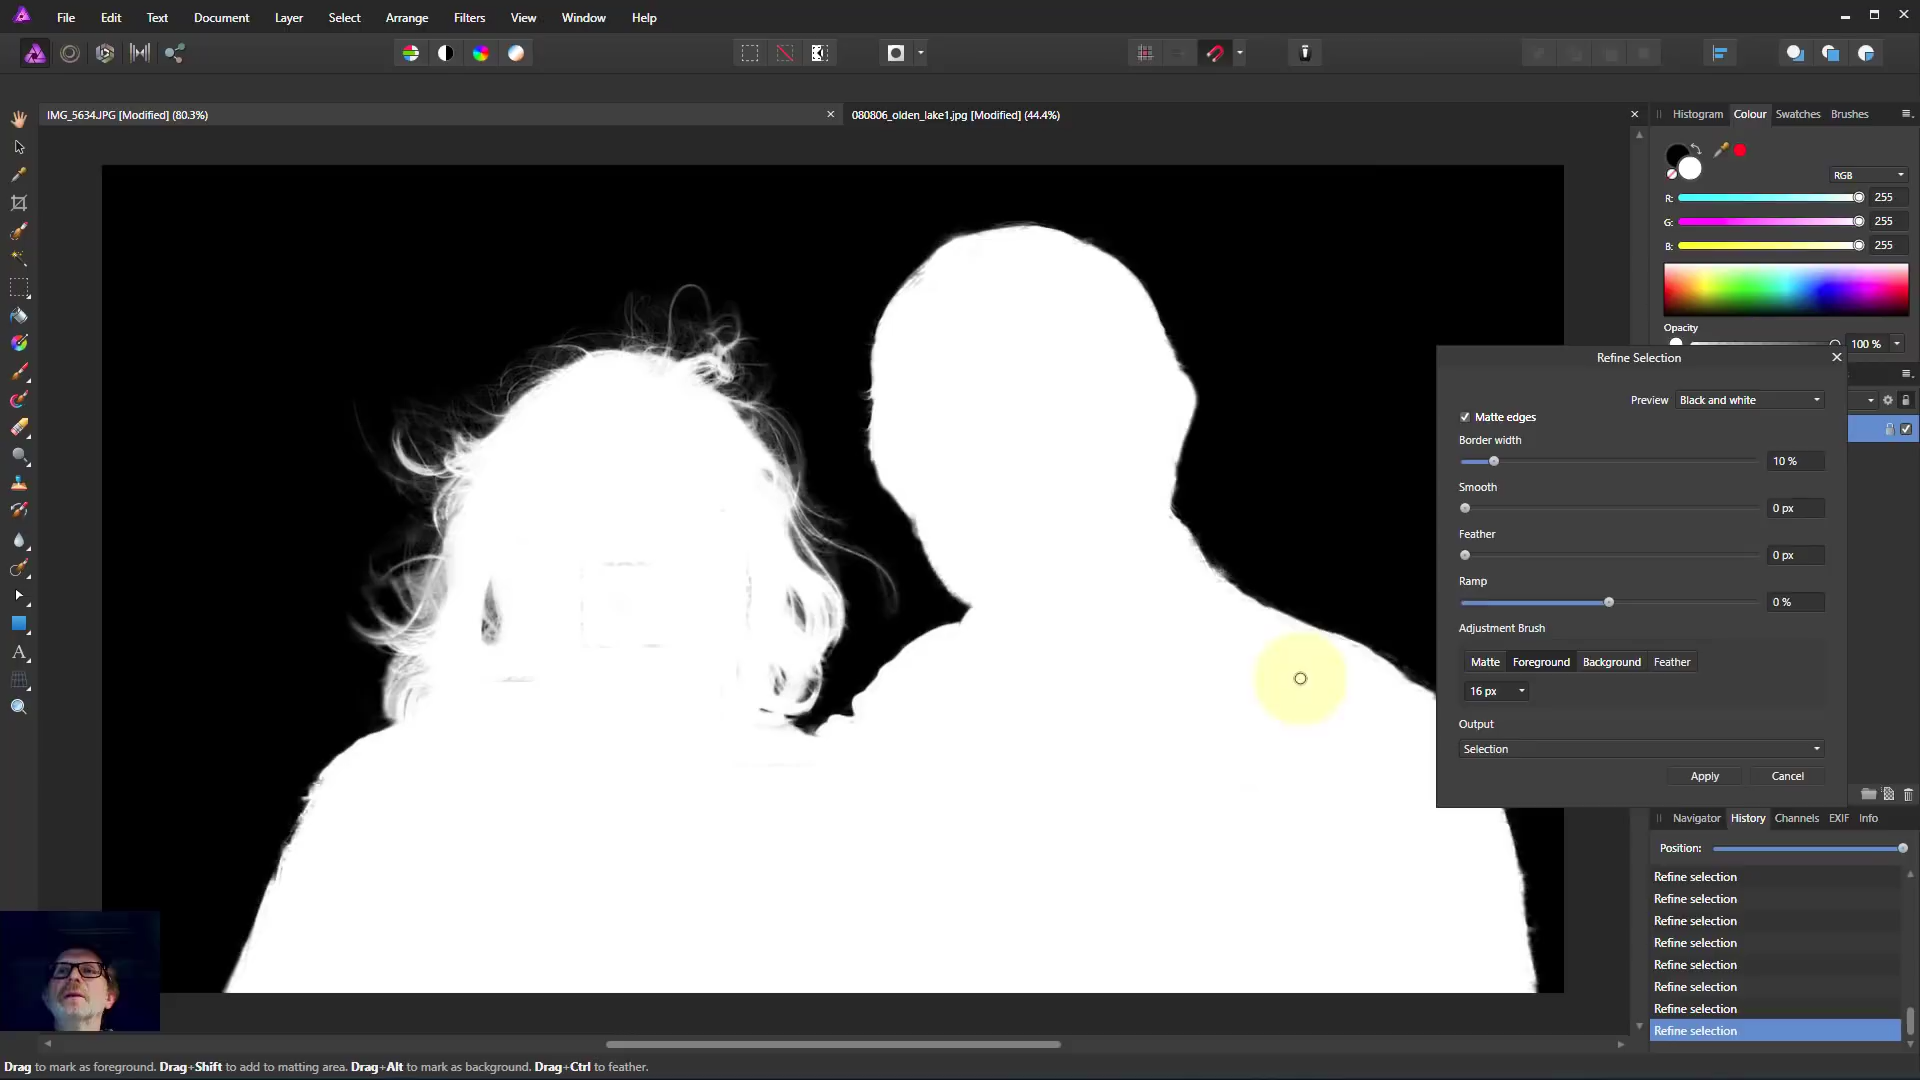 File Edit Text Document Layer Select Arrange Filters View Window Help
IMG_5634.JPG [Modified] (80.3%)
080806_olden_lake1.jpg [Modified] (44.4%)
Histogram Colour Swatches Brushes
RGB
R: 255
G: 255
B: 255
Opacity
100 %
Refine Selection
Preview Black and white
Matte edges
Border width
10 %
Smooth
0 px
Feather
0 px
Ramp
0 %
Adjustment Brush
Matte Foreground Background Feather
16 px
Output
Selection
Apply Cancel
Navigator History Channels EXIF Info
Position:
Refine selection
Refine selection
Refine selection
Refine selection
Refine selection
Refine selection
Refine selection
Refine selection
Drag to mark as foreground. Drag+Shift to add to matting area. Drag+Alt to mark as background. Drag+Ctrl to feather.